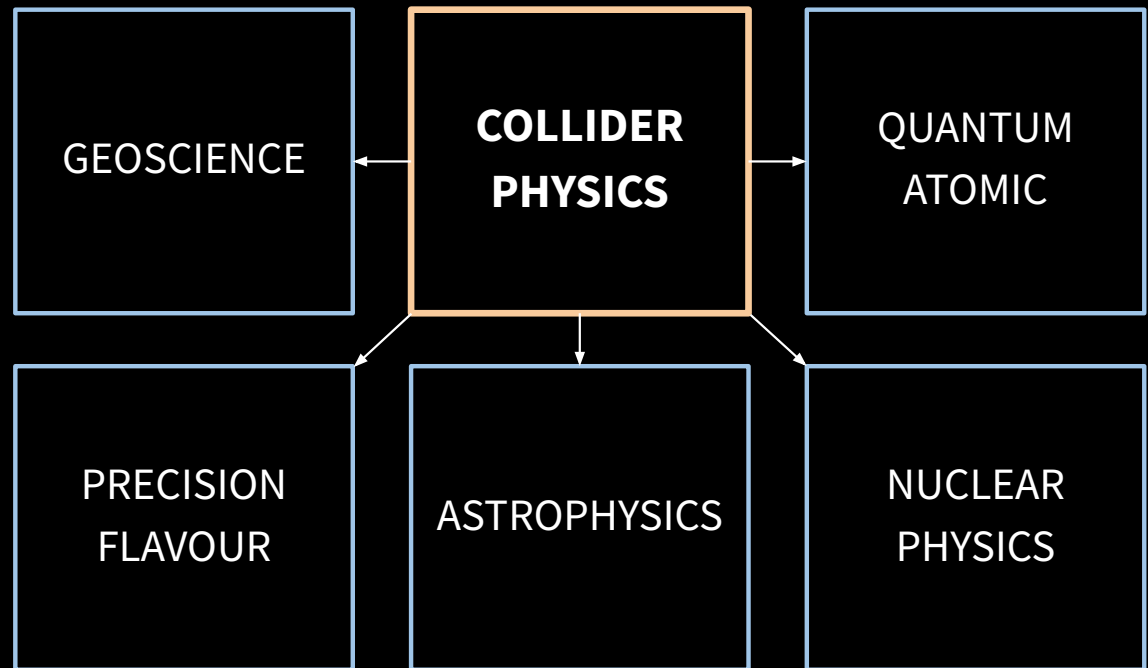 GEOSCIENCE
COLLIDER
PHYSICS
QUANTUM
ATOMIC
PRECISION
FLAVOUR
ASTROPHYSICS
NUCLEAR
PHYSICS